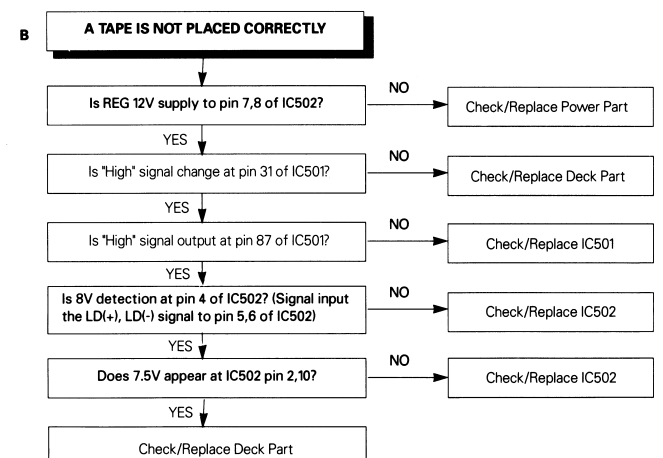 B
A TAPE IS NOT PLACED CORRECTLY
Is REG 12V supply to pin 7,8 of IC502?
NO
Check/Replace Power Part
YES
Is "High" signal change at pin 31 of IC501?
NO
Check/Replace Deck Part
YES
Is "High" signal output at pin 87 of IC501?
NO
Check/Replace IC501
YES
Is 8V detection at pin 4 of IC502? (Signal input
the LD(+), LD(-) signal to pin 5,6 of IC502)
NO
Check/Replace IC502
YES
Does 7.5V appear at IC502 pin 2,10?
NO
Check/Replace IC502
YES
Check/Replace Deck Part